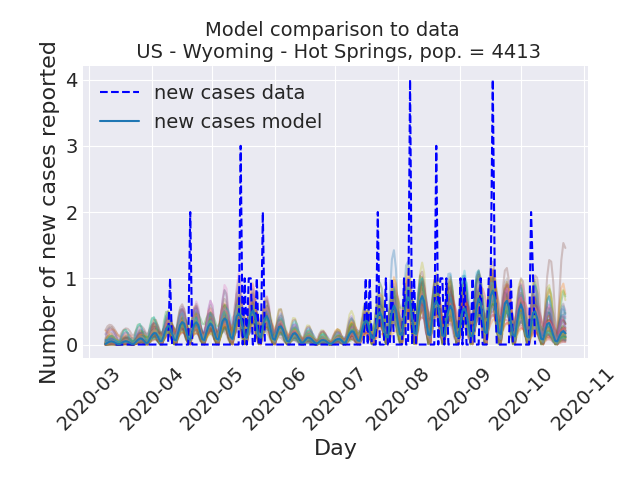 Model comparison to data
US - Wyoming - Hot Springs, pop. = 4413
Number of new cases reported
4
3
2
1
0
new cases data
new cases model
2020-03
2020-04
2020-05
2020-06
2020-07
2020-08
2020-09
2020-10
2020-11
Day